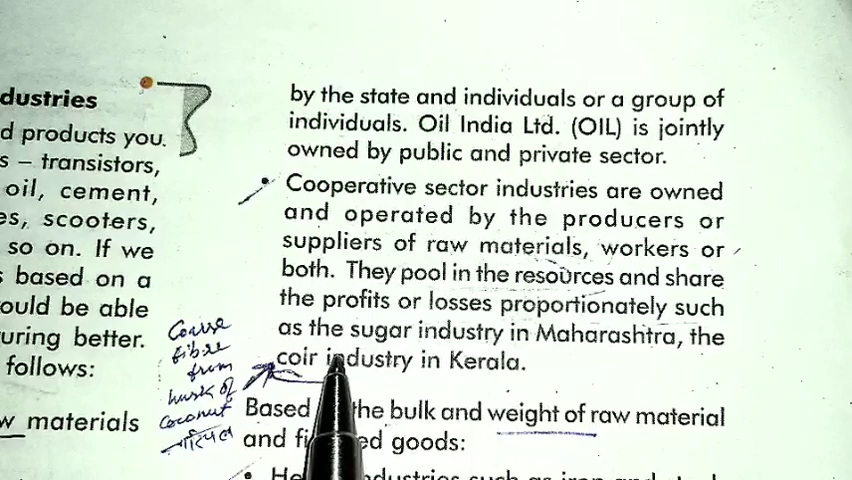 dustries
d products you
s – transistors,
oil, cement,
es, scooters,
so on. If we
s based on a
ould be able
uring better.
follows:
w materials
by the state and individuals or a group of
individuals. Oil India Ltd. (OIL) is jointly
owned by public and private sector.
• Cooperative sector industries are owned
and operated by the producers or
suppliers of raw materials, workers or
both. They pool in the resources and share
the profits or losses proportionately such
as the sugar industry in Maharashtra, the
coir industry in Kerala.
Coarse
fibre
from
husk of
coconut
Based the bulk and weight of raw material
and goods:
such as iron and